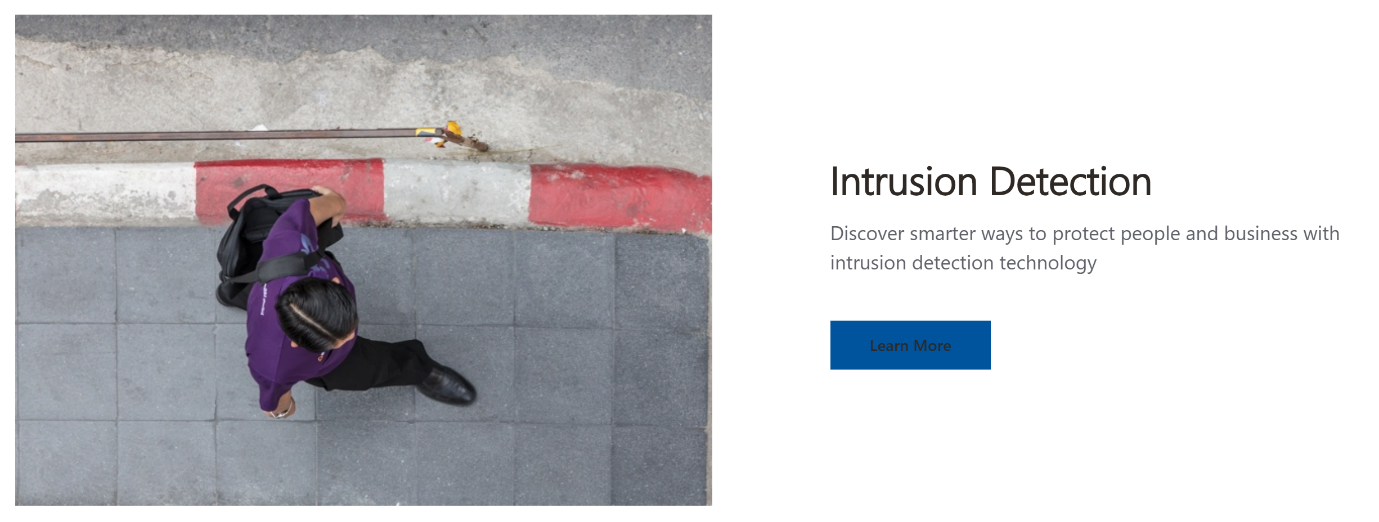 Intrusion Detection
Discover smarter ways to protect people and business with
intrusion detection technology
Learn More